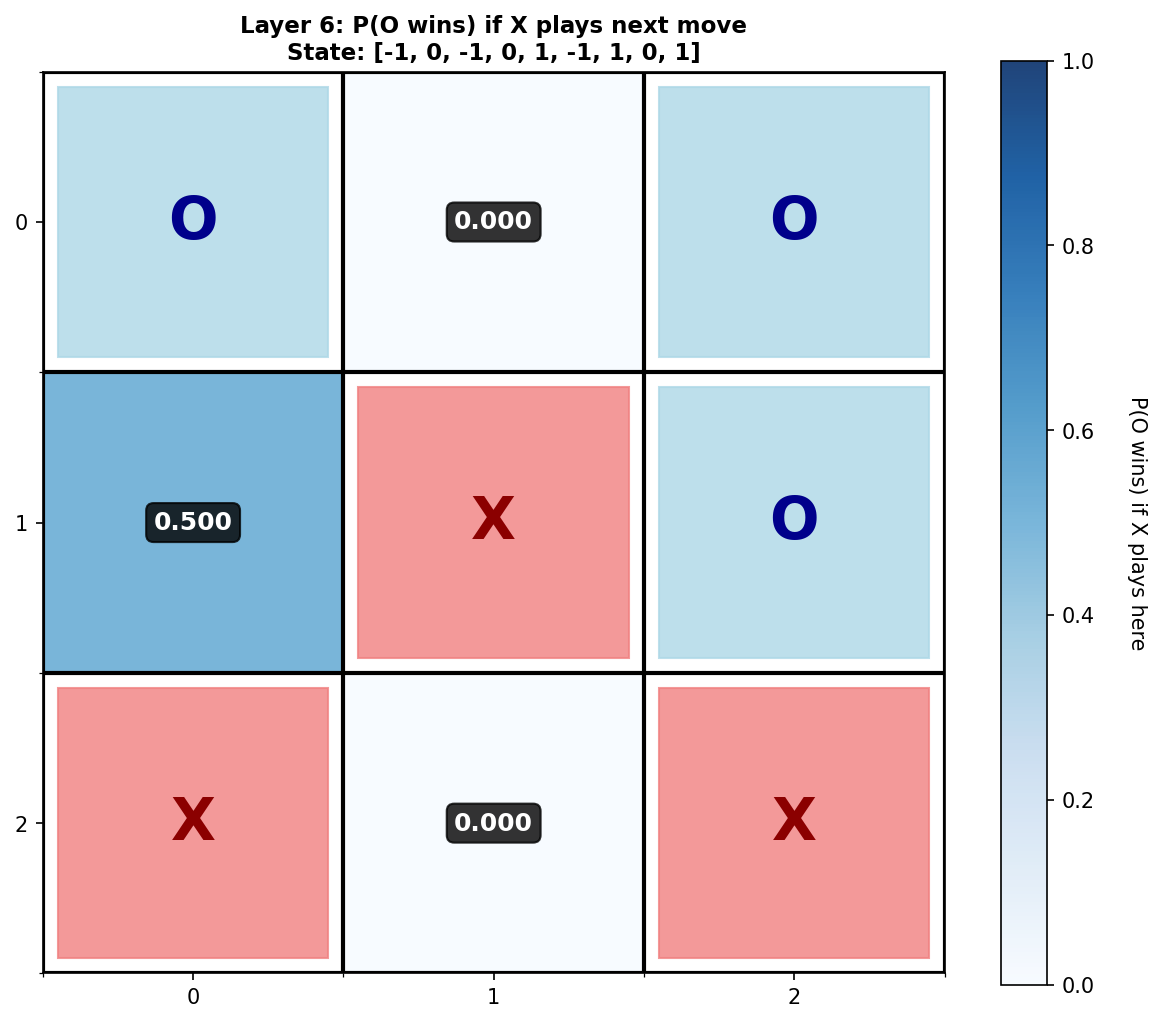 Layer 6: P(O wins) if X plays next move
State: [-1, 0, -1, 0, 1, -1, 1, 0, 1]
O
0.000
O
0
0.500
X
O
1
X
0.000
X
2
0
1
2
1.0
0.8
0.6
0.4
0.2
0.0
P(O wins) if X plays here